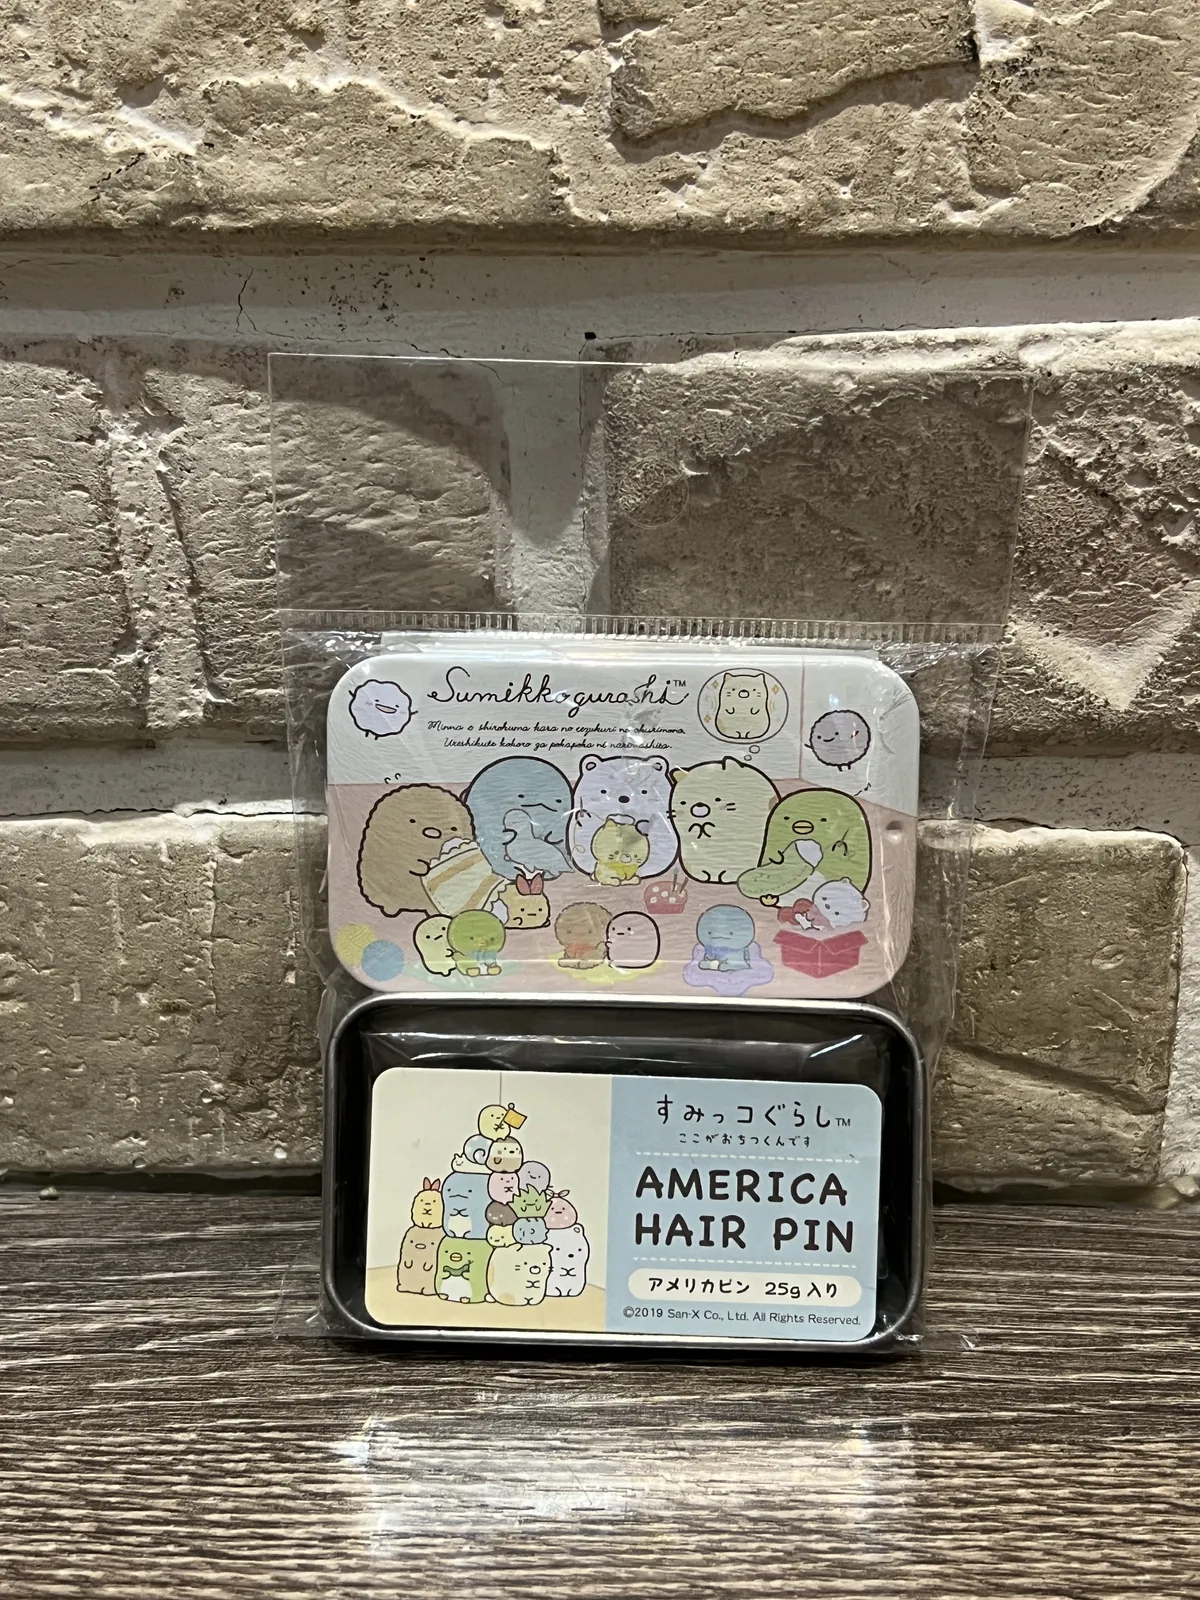 Sumikkogurashi™
Minna o shirokuma kara no tezukuri no okurimono.
Ureshikute kokoro ga pokapoka ni narimashita.
すみっコぐらし™
ここがおちつくんです
AMERICA
HAIR PIN
アメリカピン 25g入り
©2019 San-X Co., Ltd. All Rights Reserved.